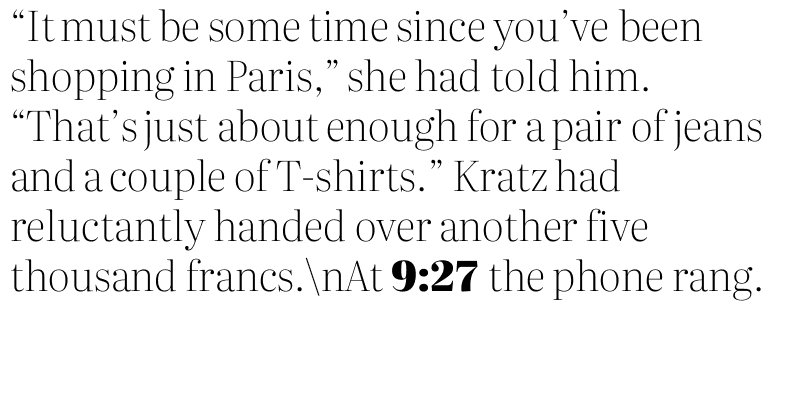 “It must be some time since you’ve been
shopping in Paris,” she had told him.
“That’s just about enough for a pair of jeans
and a couple of T-shirts.” Kratz had
reluctantly handed over another five
thousand francs.\nAt 9:27 the phone rang.